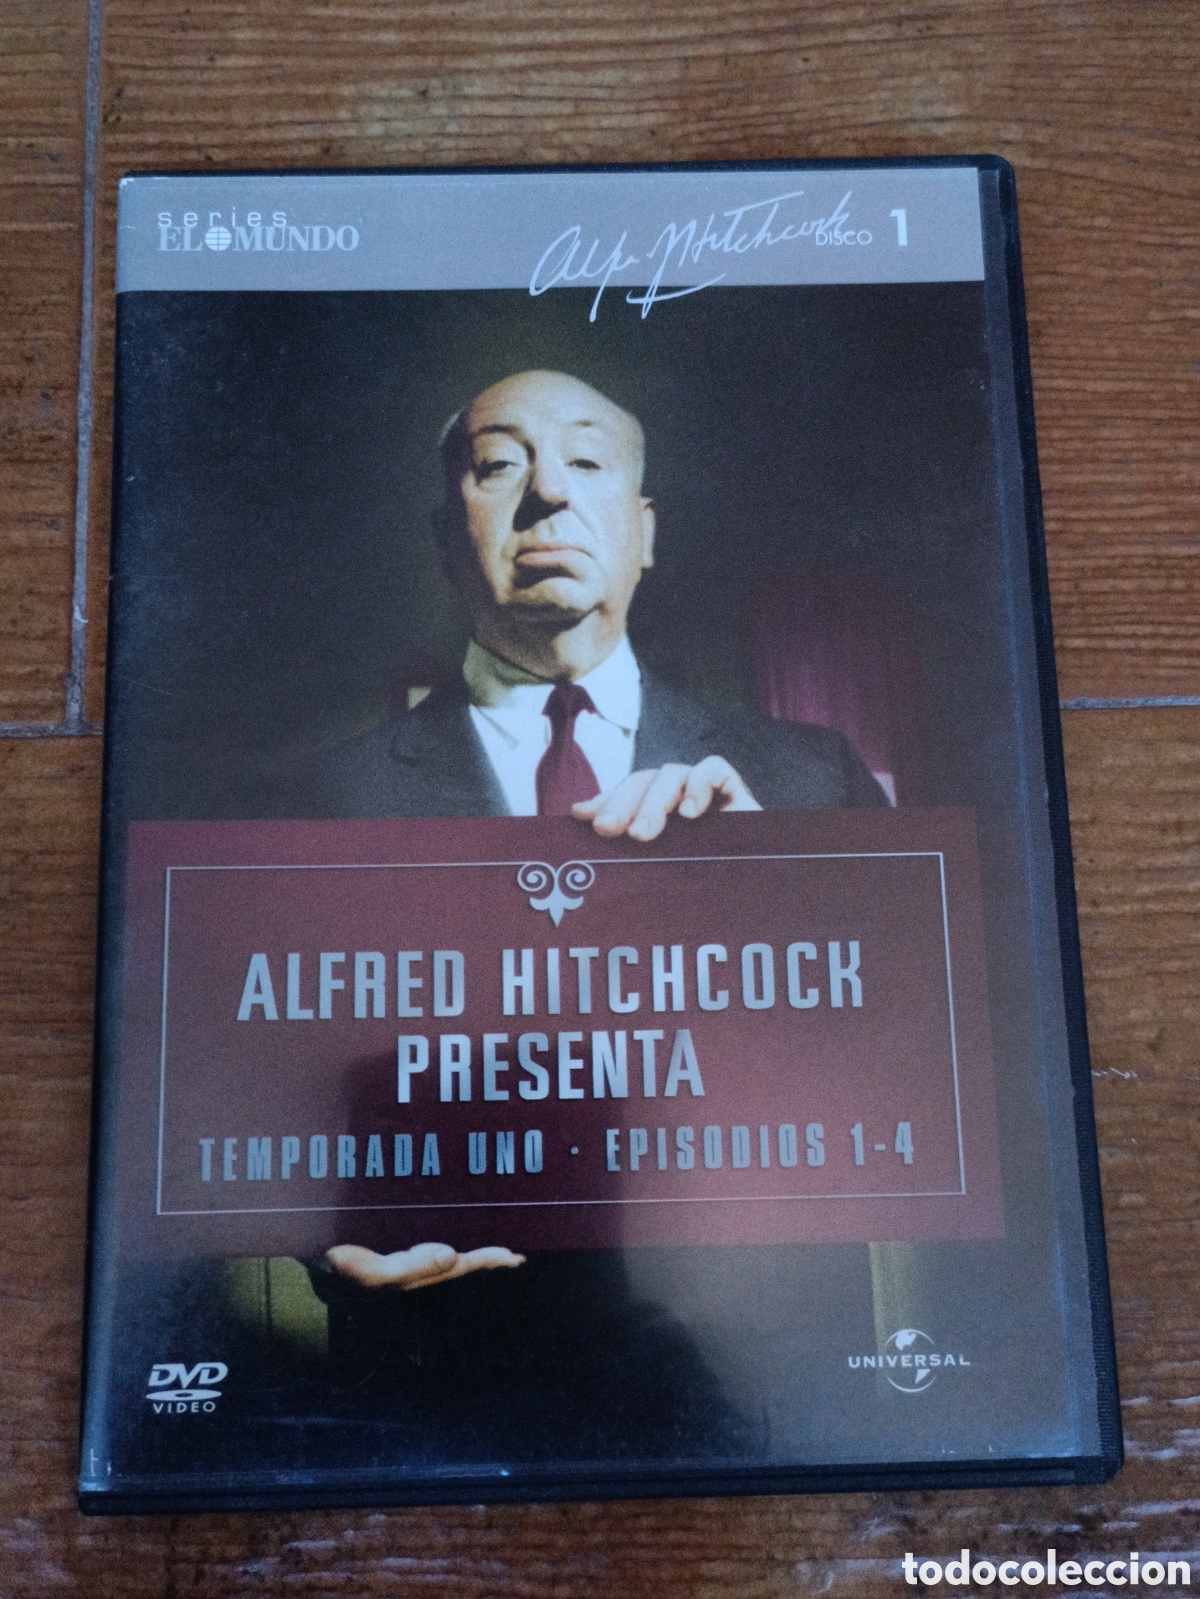 series
EL MUNDO
Alfred Hitchcock
DISCO 1
ALFRED HITCHCOCK
PRESENTA
TEMPORADA UNO · EPISODIOS 1-4
DVD
VIDEO
UNIVERSAL
todocoleccion